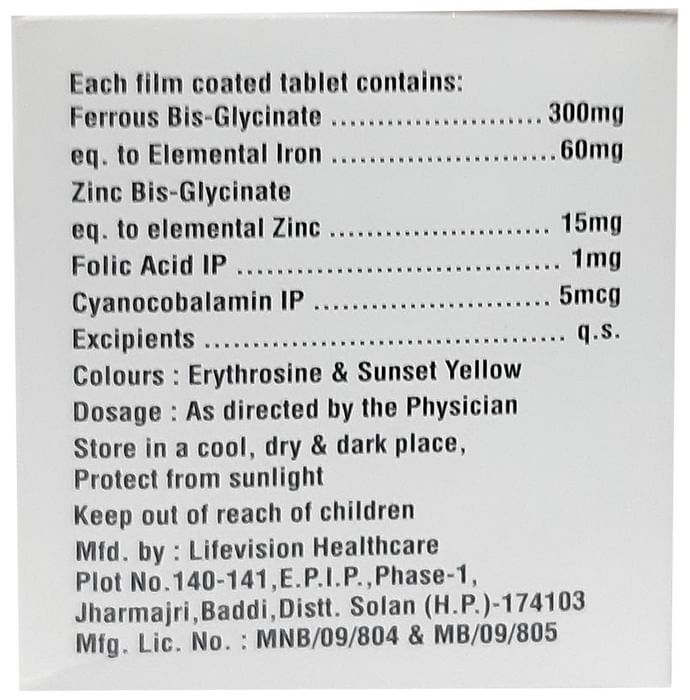 Each film coated tablet contains:
Ferrous Bis-Glycinate ....................... 300mg
eq. to Elemental Iron ........................ 60mg
Zinc Bis-Glycinate
eq. to elemental Zinc ........................ 15mg
Folic Acid IP ................................... 1mg
Cyanocobalamin IP .......................... 5mcg
Excipients ...................................... q.s.
Colours : Erythrosine & Sunset Yellow
Dosage : As directed by the Physician
Store in a cool, dry & dark place,
Protect from sunlight
Keep out of reach of children
Mfd. by : Lifevision Healthcare
Plot No.140-141,E.P.I.P.,Phase-1,
Jharmajri,Baddi,Distt. Solan (H.P.)-174103
Mfg. Lic. No. : MNB/09/804 & MB/09/805